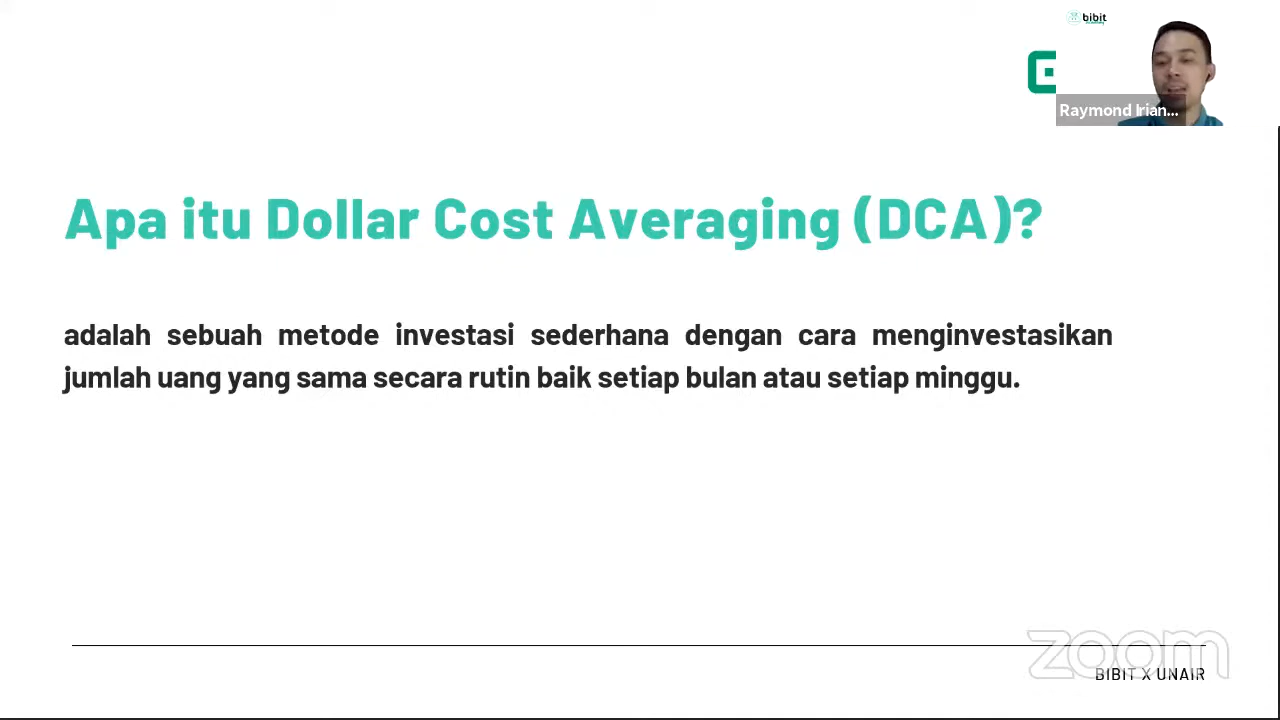 bibit
Raymond Irian...
Apa itu Dollar Cost Averaging (DCA)?
adalah sebuah metode investasi sederhana dengan cara menginvestasikan
jumlah uang yang sama secara rutin baik setiap bulan atau setiap minggu.
zoom
BIBIT X UNAIR